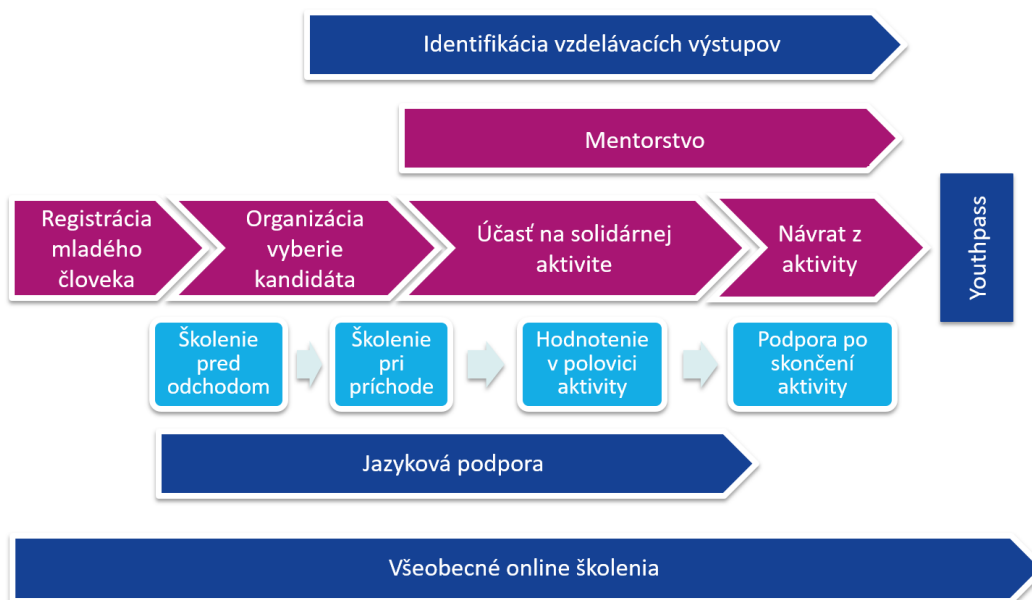 Identifikácia vzdelávacích výstupov
Mentorstvo
Registrácia
mladého
človeka
Organizácia
vyberie
kandidáta
Účasť na solidárnej
aktivite
Návrat z
aktivity
Youthpass
Školenie
pred
odchodom
Školenie
pri
príchode
Hodnotenie
v polovici
aktivity
Podpora po
skončení
aktivity
Jazyková podpora
Všeobecné online školenia